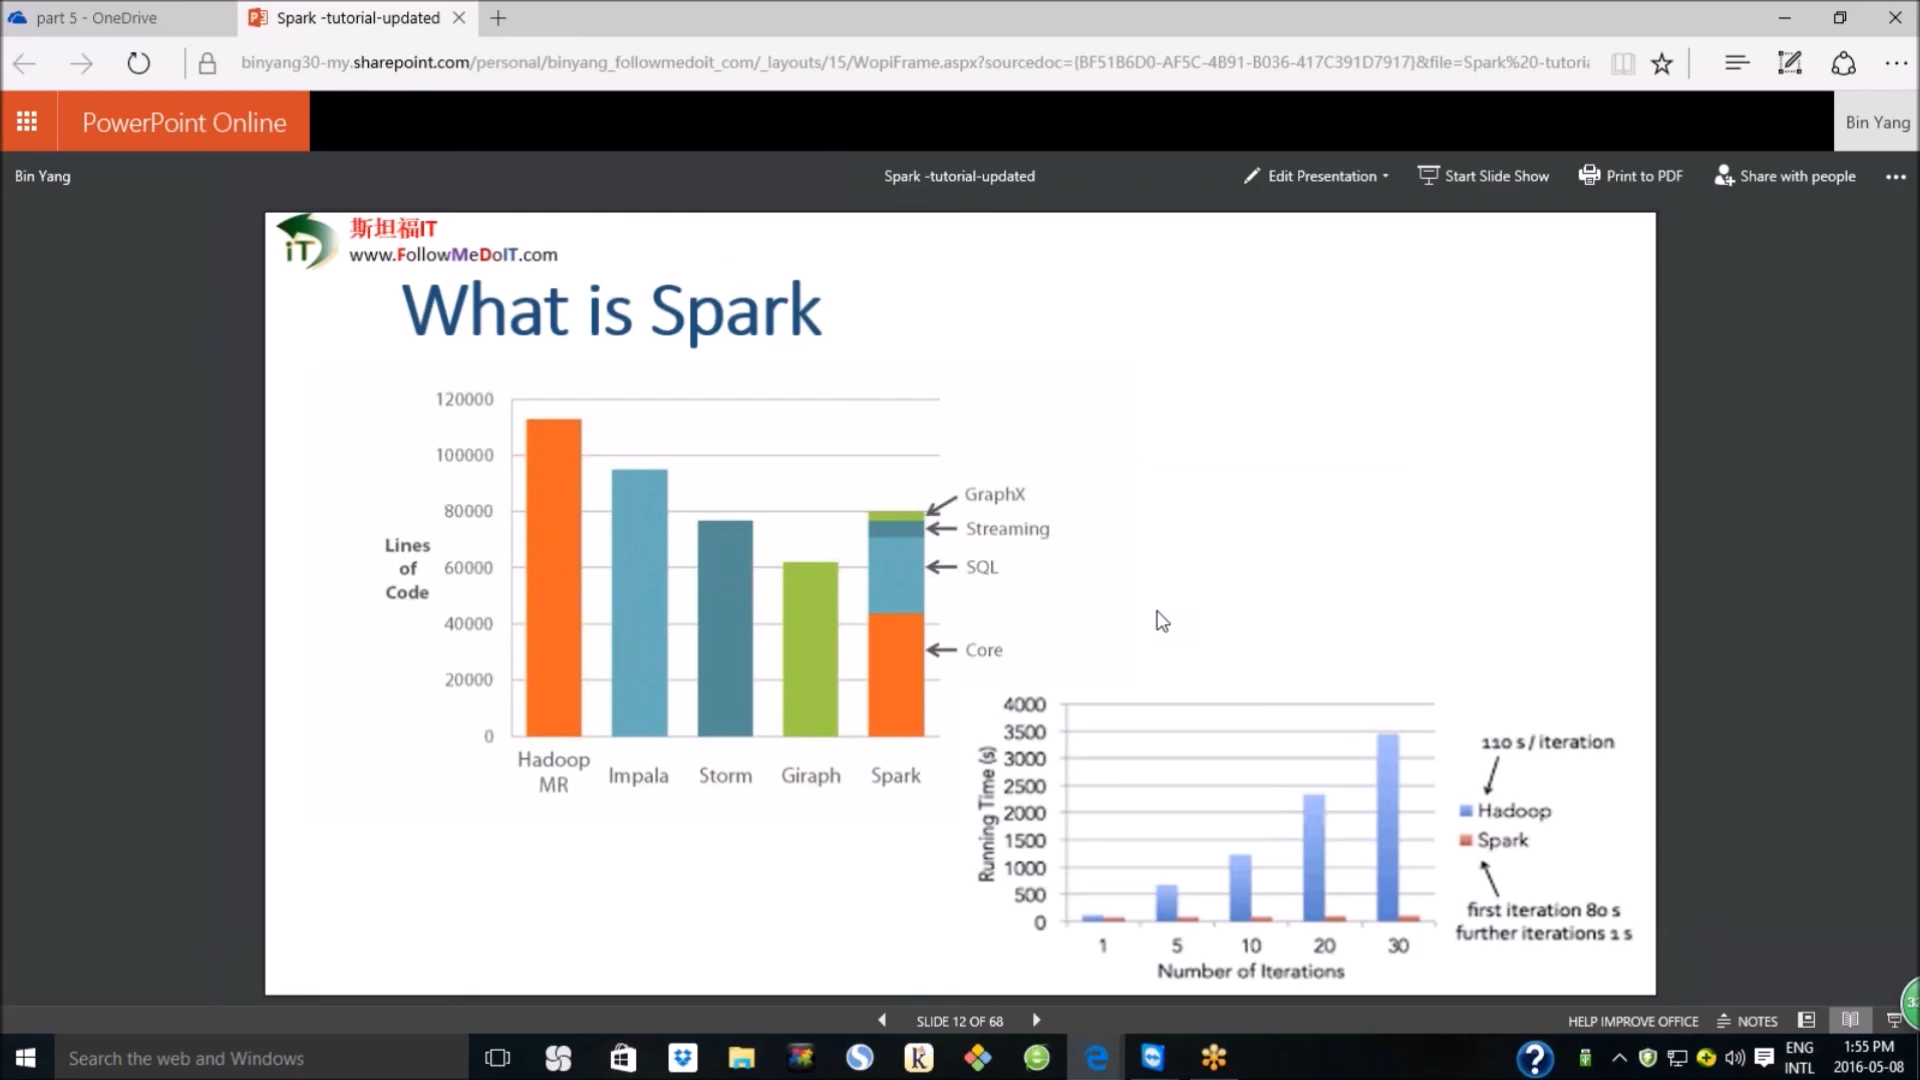 part 5 - OneDrive
Spark -tutorial-updated
binyang30-my.sharepoint.com/personal/binyang_followmedoit_com/_layouts/15/WopiFrame.aspx?sourcedoc={BF51B6D0-AF5C-4B91-B036-417C391D7917}&file=Spark%20-tutoria
PowerPoint Online
Bin Yang
Bin Yang
Spark -tutorial-updated
Edit Presentation
Start Slide Show
Print to PDF
Share with people
iT
斯坦福IT
www.FollowMeDoIT.com
What is Spark
Lines
of
Code
120000
100000
80000
60000
40000
20000
0
Hadoop
MR
Impala
Storm
Giraph
Spark
GraphX
Streaming
SQL
Core
Running Time (s)
4000
3500
3000
2500
2000
1500
1000
500
0
1
5
10
20
30
Number of Iterations
110 s / iteration
Hadoop
Spark
first iteration 80 s
further iterations 1 s
SLIDE 12 OF 68
HELP IMPROVE OFFICE
NOTES
Search the web and Windows
ENG
INTL
1:55 PM
2016-05-08